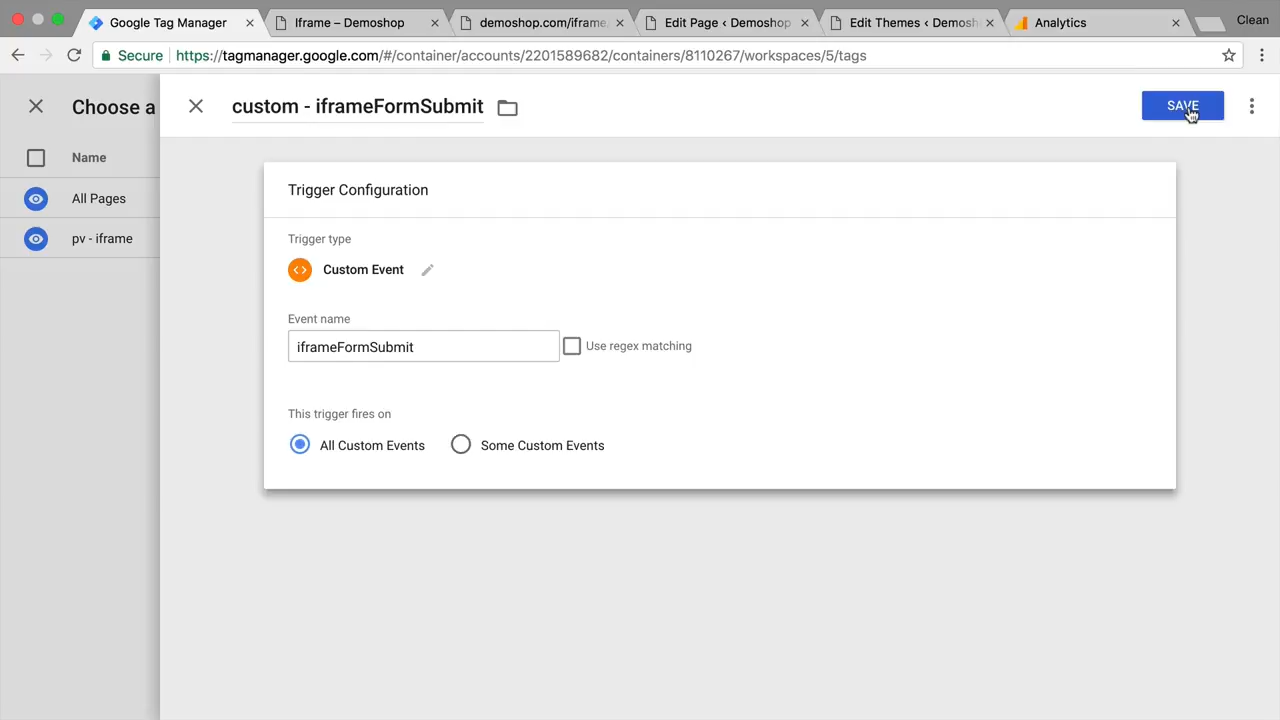 Google Tag Manager
Iframe – Demoshop
demoshop.com/iframe.
Edit Page ‹ Demoshop
Edit Themes ‹ Demosh
Analytics
Clean
Secure
https://tagmanager.google.com/#/container/accounts/2201589682/containers/8110267/workspaces/5/tags
Choose a
custom - iframeFormSubmit
SAVE
Name
All Pages
pv - iframe
Trigger Configuration
Trigger type
Custom Event
Event name
iframeFormSubmit
Use regex matching
This trigger fires on
All Custom Events
Some Custom Events